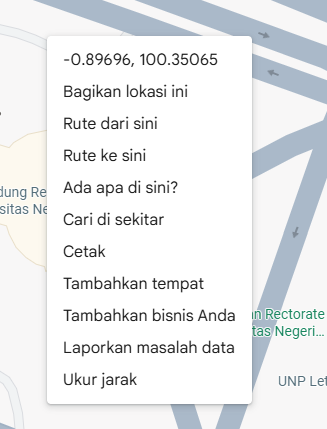 -0.89696, 100.35065
Bagikan lokasi ini
Rute dari sini
Rute ke sini
Ada apa di sini?
dung Re
sitas Ne
Cari di sekitar
Cetak
Tambahkan tempat
Tambahkan bisnis Anda
n Rectorate
tas Negeri...
Laporkan masalah data
Ukur jarak
UNP Let